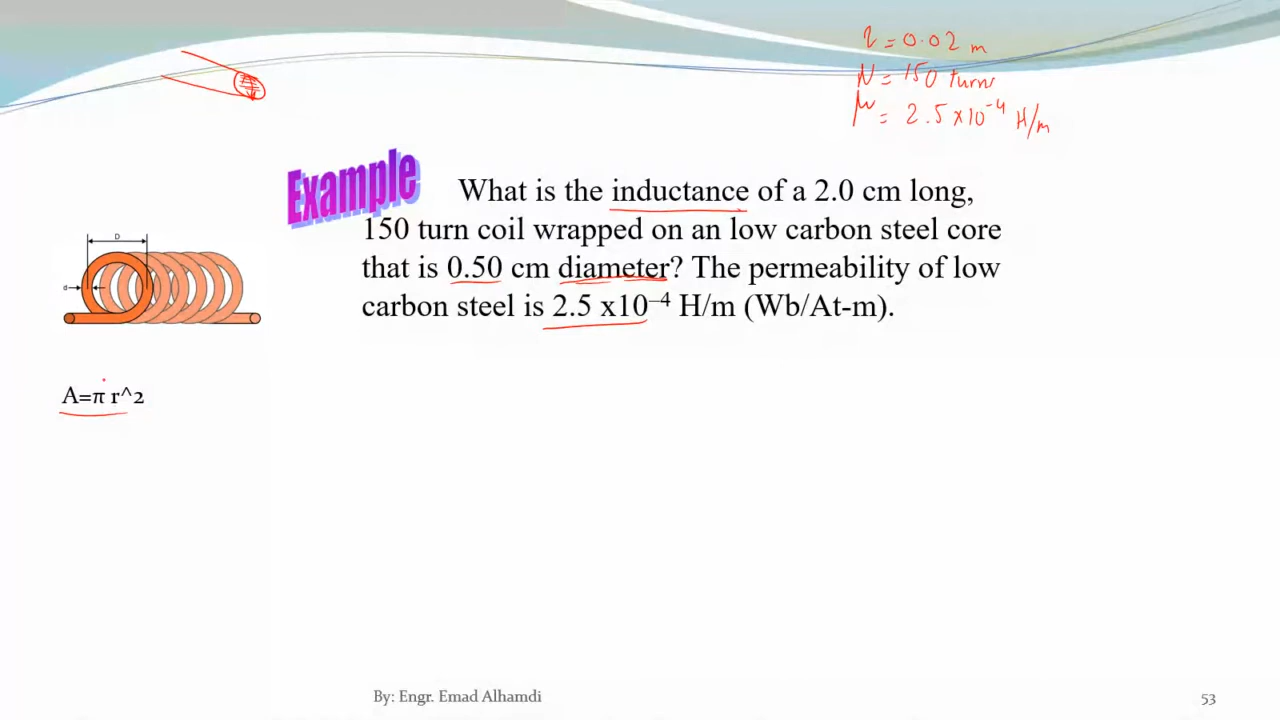 l = 0.02 m
N = 150 turns
μ = 2.5 x 10⁻⁴ H/m
Example
What is the inductance of a 2.0 cm long,
150 turn coil wrapped on an low carbon steel core
that is 0.50 cm diameter? The permeability of low
carbon steel is 2.5 x10⁻⁴ H/m (Wb/At-m).
D
d
A=π r^2
By: Engr. Emad Alhamdi
53